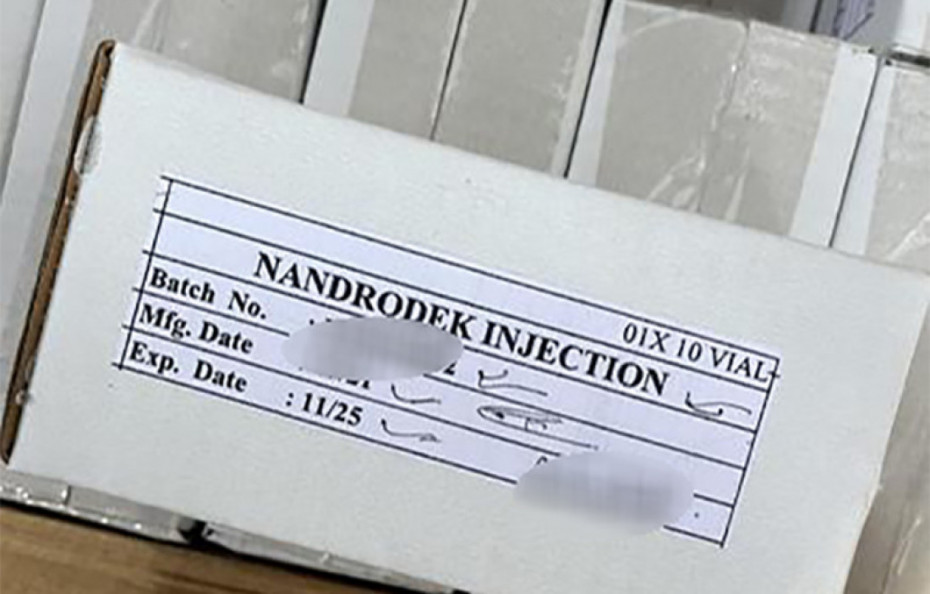 01X 10 VIAL
NANDRODEK INJECTION
Batch No. :
Mfg. Date
Exp. Date : 11/25